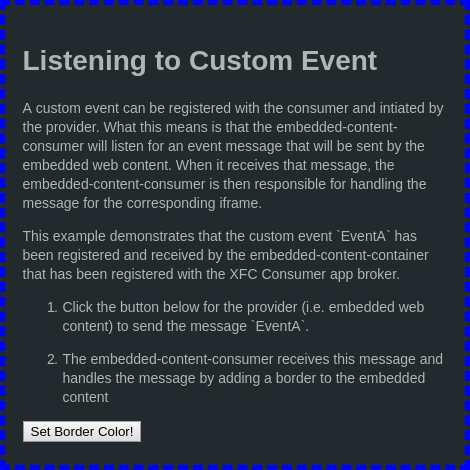 Listening to Custom Event
A custom event can be registered with the consumer and intiated by
the provider. What this means is that the embedded-content-
consumer will listen for an event message that will be sent by the
embedded web content. When it receives that message, the
embedded-content-consumer is then responsible for handling the
message for the corresponding iframe.
This example demonstrates that the custom event `EventA` has
been registered and received by the embedded-content-container
that has been registered with the XFC Consumer app broker.
1. Click the button below for the provider (i.e. embedded web
content) to send the message `EventA`.
2. The embedded-content-consumer receives this message and
handles the message by adding a border to the embedded
content
Set Border Color!